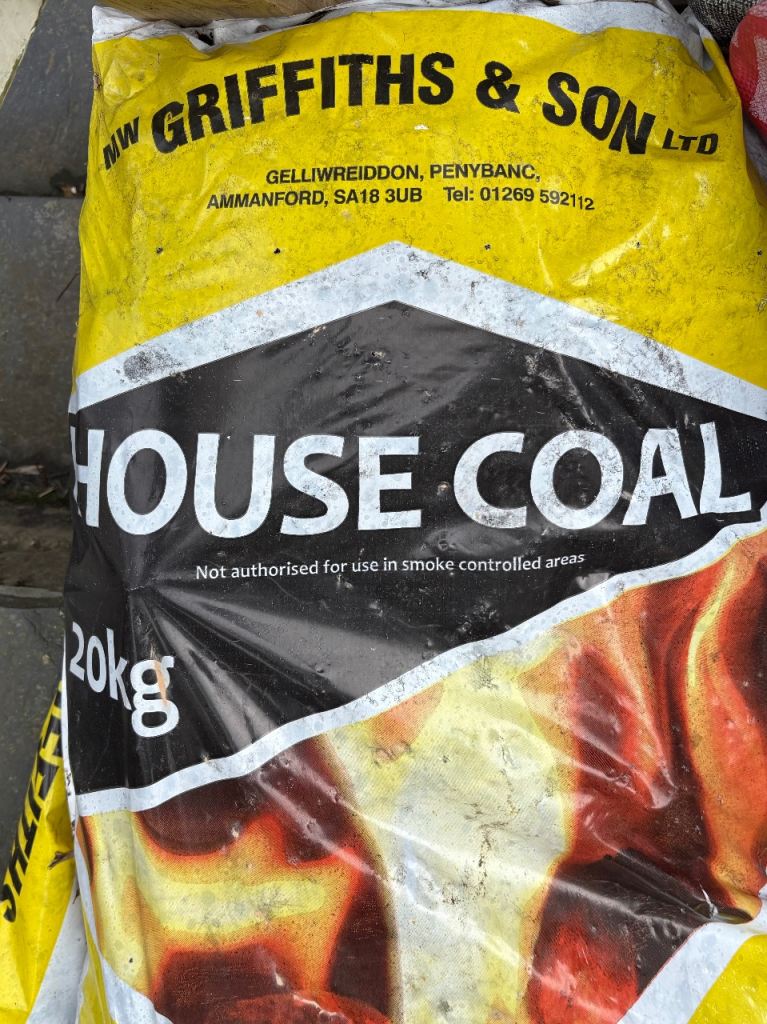 MW GRIFFITHS & SON LTD
GELLIWREIDDON, PENYBANC,
AMMANFORD, SA18 3UB Tel: 01269 592112
HOUSE COAL
Not authorised for use in smoke controlled areas
20kg